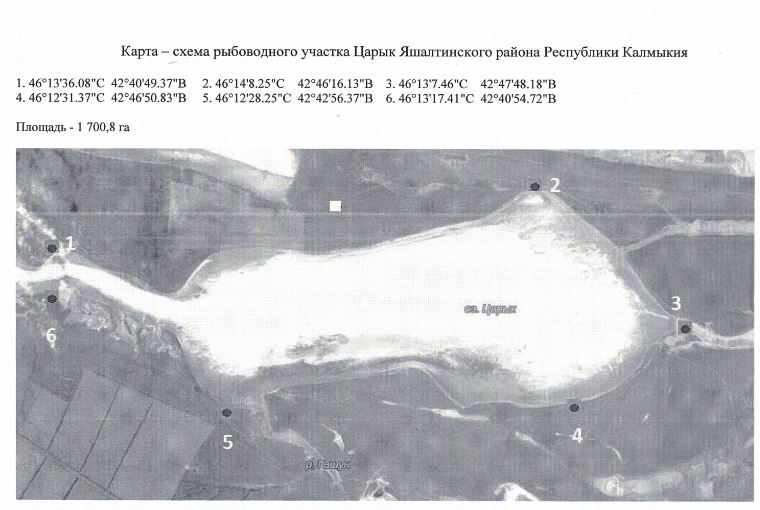 Карта – схема рыбоводного участка Царык Яшалтинского района Республики Калмыкия
1. 46°13'36.08"С 42°40'49.37"В 2. 46°14'8.25"С 42°46'16.13"В 3. 46°13'7.46"С 42°47'48.18"В
4. 46°12'31.37"С 42°46'50.83"В 5. 46°12'28.25"С 42°42'56.37"В 6. 46°13'17.41"С 42°40'54.72"В
Площадь - 1 700,8 га
2
1
3
оз. Царык
6
4
5
р. Гащун